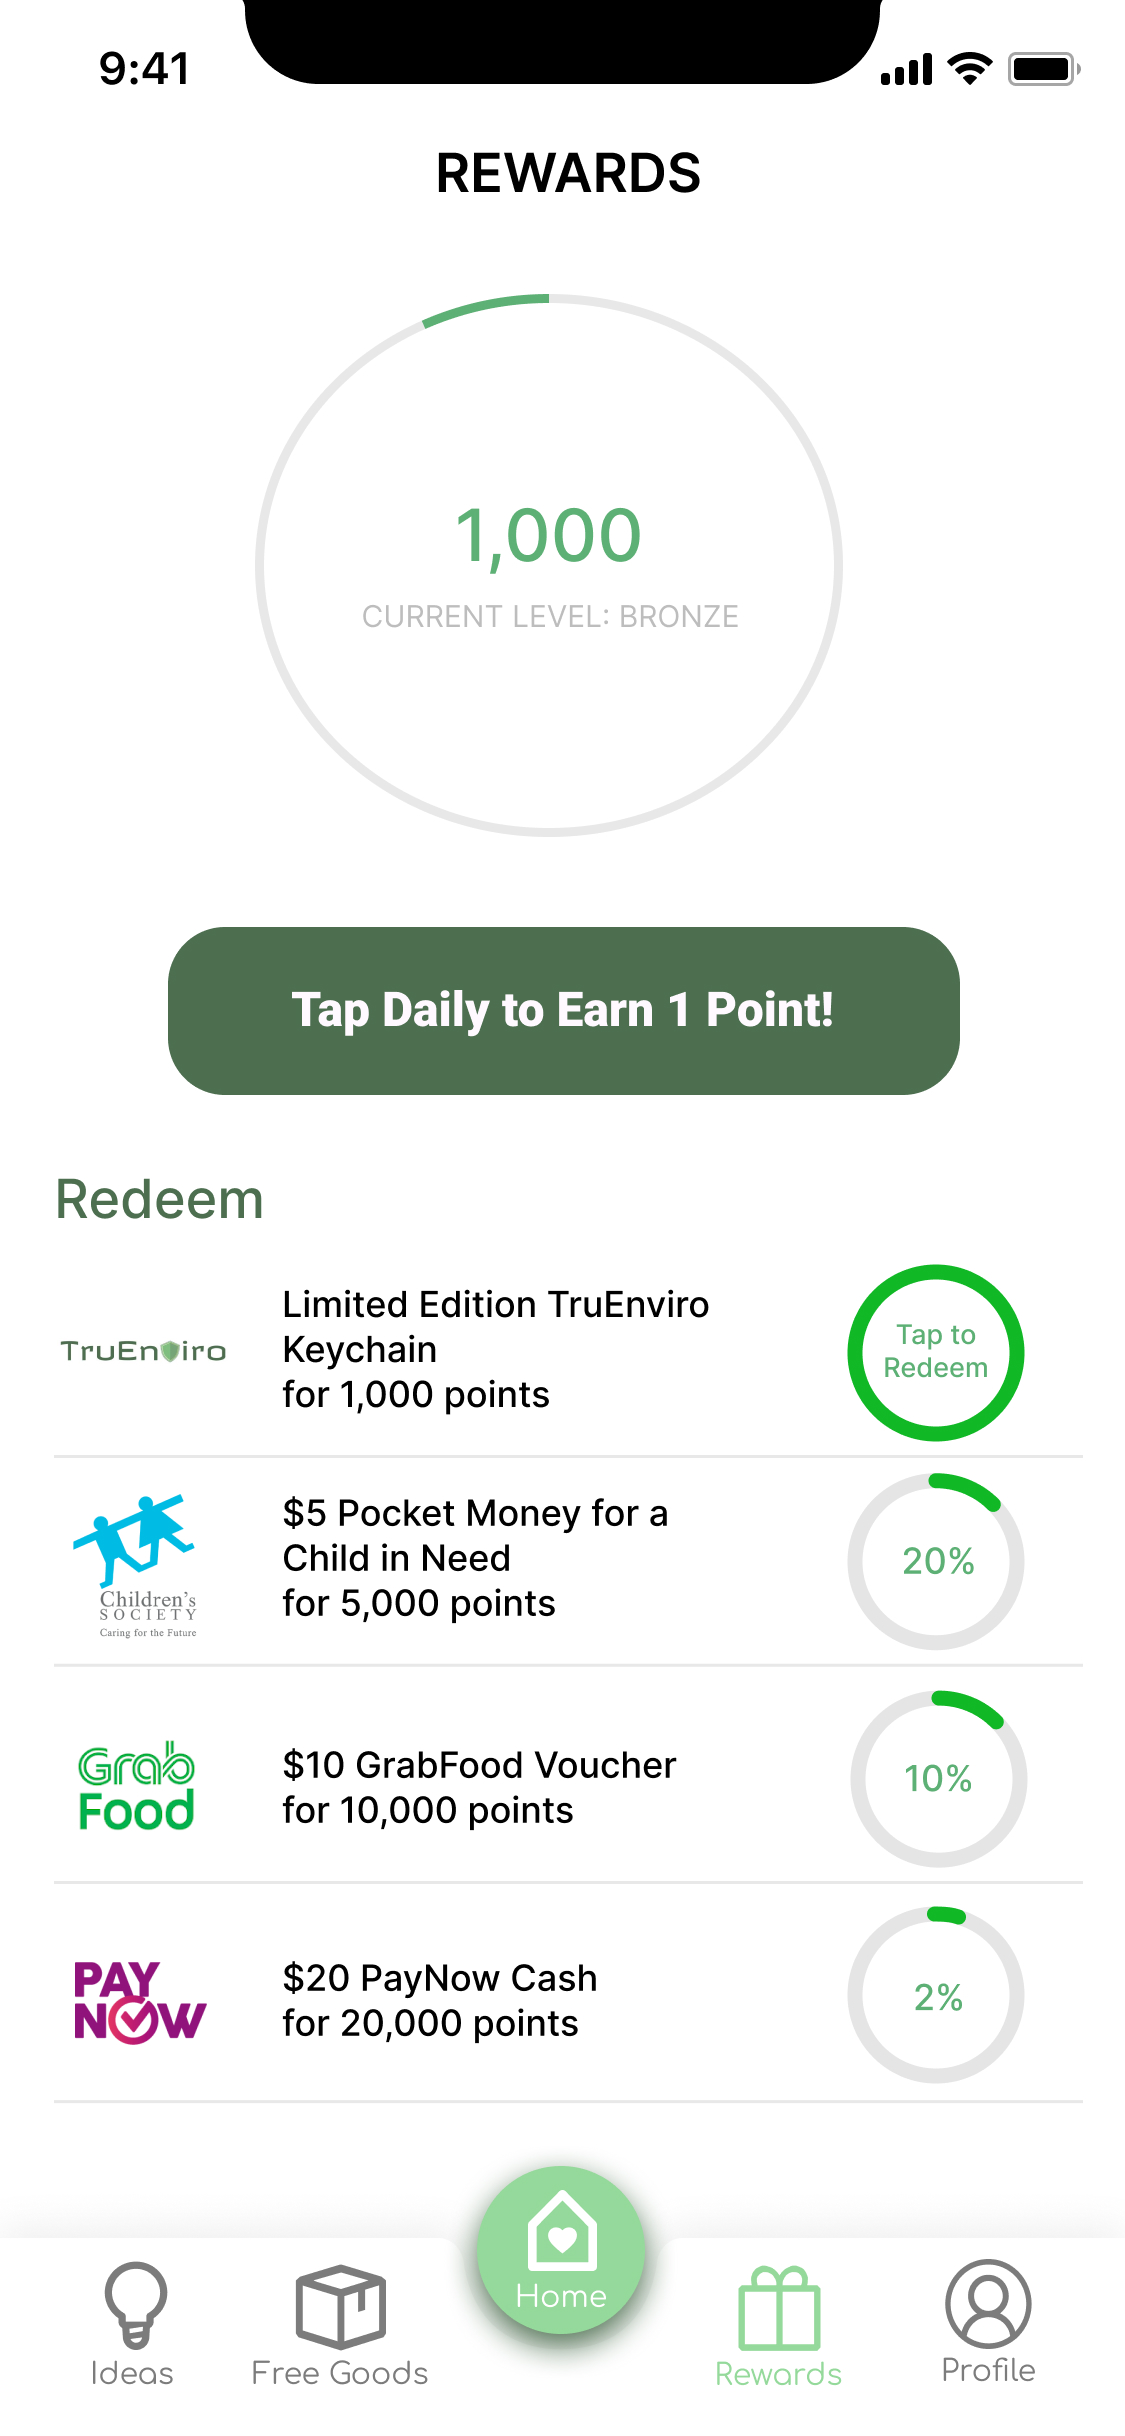 9:41
REWARDS
1,000
CURRENT LEVEL: BRONZE
Tap Daily to Earn 1 Point!
Redeem
TruEnviro
Limited Edition TruEnviro
Keychain
for 1,000 points
Tap to
Redeem
Children's
SOCIETY
Caring for the Future
$5 Pocket Money for a
Child in Need
for 5,000 points
20%
Grab
Food
$10 GrabFood Voucher
for 10,000 points
10%
PAY
NOW
$20 PayNow Cash
for 20,000 points
2%
Ideas
Free Goods
Home
Rewards
Profile